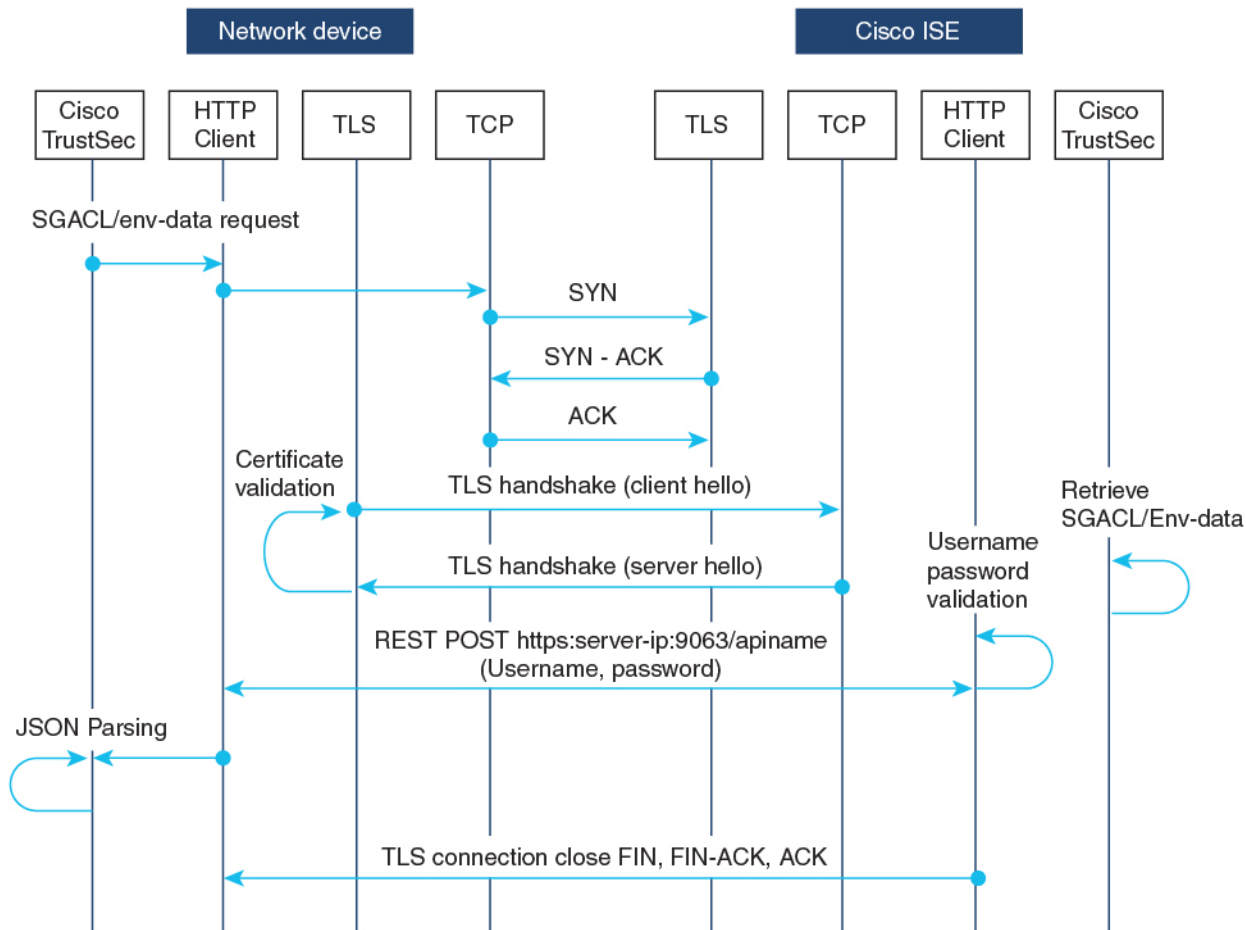 Network device
Cisco ISE
Cisco
TrustSec
HTTP
Client
TLS
TCP
TLS
TCP
HTTP
Client
Cisco
TrustSec
SGACL/env-data request
SYN
SYN - ACK
ACK
Certificate
validation
TLS handshake (client hello)
Retrieve
SGACL/Env-data
Username
password
validation
TLS handshake (server hello)
REST POST https:server-ip:9063/apiname
(Username, password)
JSON Parsing
TLS connection close FIN, FIN-ACK, ACK